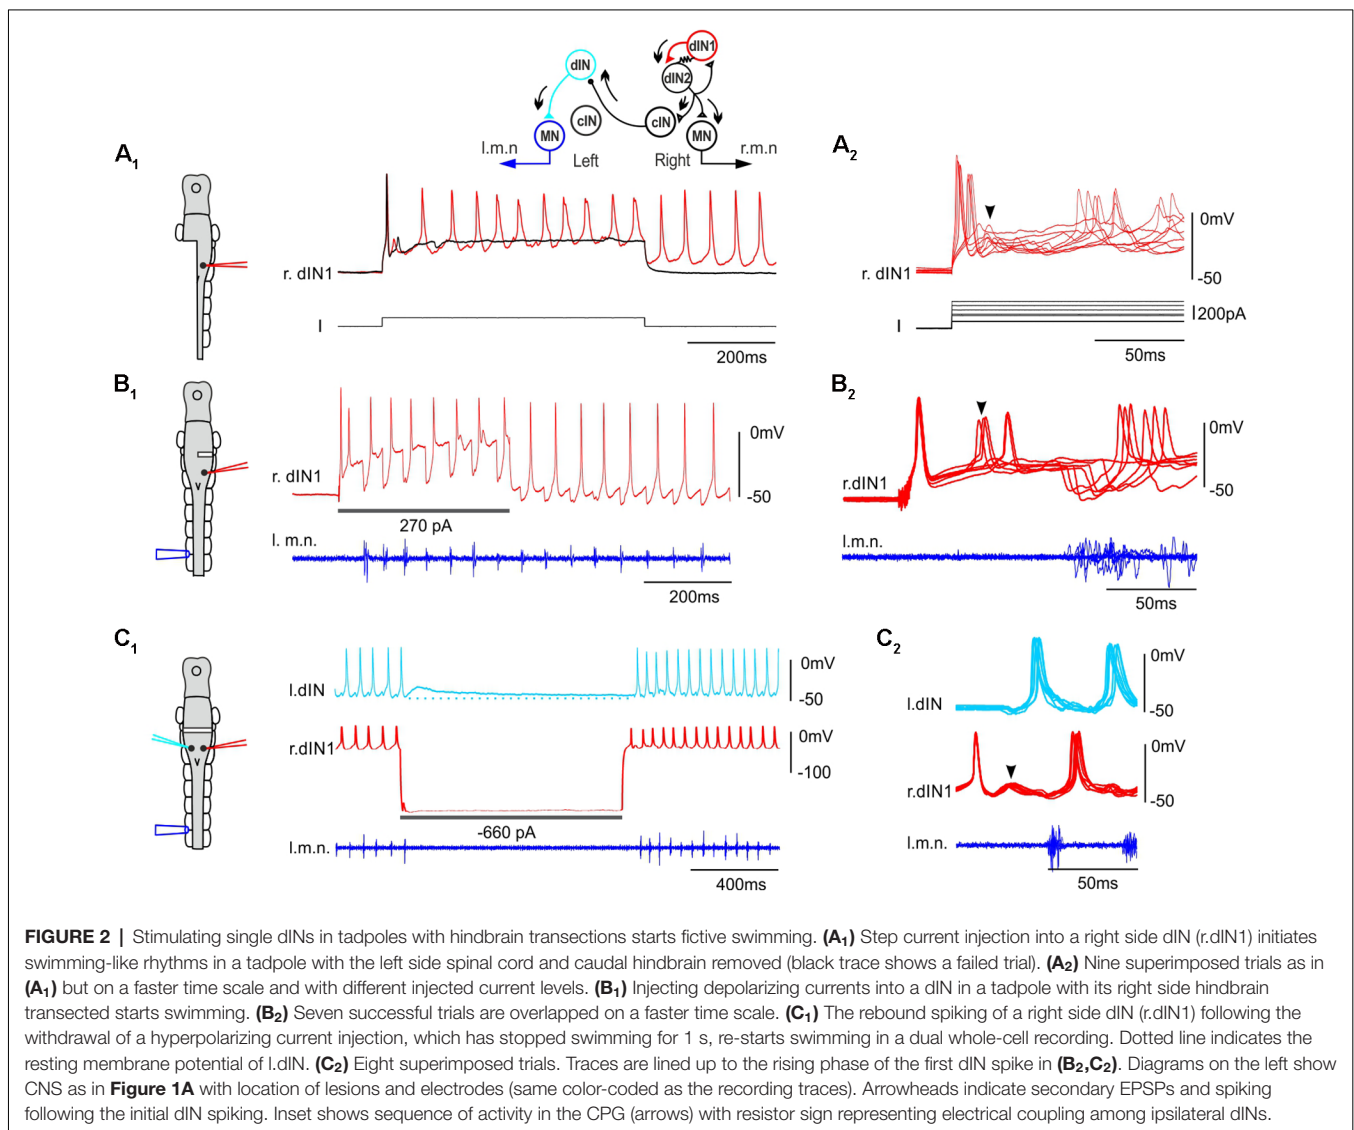 dIN1
dIN
dIN2
cIN
cIN
MN
MN
l.m.n
Left
Right
r.m.n
A1
A2
0mV
-50
r. dIN1
r. dIN1
I
I
200pA
200ms
50ms
B1
B2
0mV
-50
0mV
-50
r. dIN1
r.dIN1
270 pA
l. m.n.
l.m.n.
200ms
50ms
C1
C2
0mV
-50
l.dIN
0mV
-50
l.dIN
0mV
-100
r.dIN1
0mV
-50
r.dIN1
-660 pA
l.m.n.
l.m.n.
400ms
50ms
FIGURE 2 | Stimulating single dINs in tadpoles with hindbrain transections starts fictive swimming. (A1) Step current injection into a right side dIN (r.dIN1) initiates
swimming-like rhythms in a tadpole with the left side spinal cord and caudal hindbrain removed (black trace shows a failed trial). (A2) Nine superimposed trials as in
(A1) but on a faster time scale and with different injected current levels. (B1) Injecting depolarizing currents into a dIN in a tadpole with its right side hindbrain
transected starts swimming. (B2) Seven successful trials are overlapped on a faster time scale. (C1) The rebound spiking of a right side dIN (r.dIN1) following the
withdrawal of a hyperpolarizing current injection, which has stopped swimming for 1 s, re-starts swimming in a dual whole-cell recording. Dotted line indicates the
resting membrane potential of l.dIN. (C2) Eight superimposed trials. Traces are lined up to the rising phase of the first dIN spike in (B2,C2). Diagrams on the left show
CNS as in Figure 1A with location of lesions and electrodes (same color-coded as the recording traces). Arrowheads indicate secondary EPSPs and spiking
following the initial dIN spiking. Inset shows sequence of activity in the CPG (arrows) with resistor sign representing electrical coupling among ipsilateral dINs.